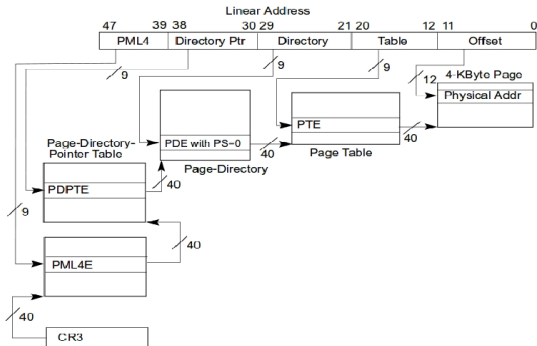 Linear Address
47 39 38 30 29 21 20 12 11 0
PML4 Directory Ptr Directory Table Offset
9 9 9
12 4-KByte Page
Physical Addr
PTE
PDE with PS=0
40 40
Page-Directory-
Pointer Table
Page Table
Page-Directory
40
PDPTE
9
40
PML4E
40
CR3